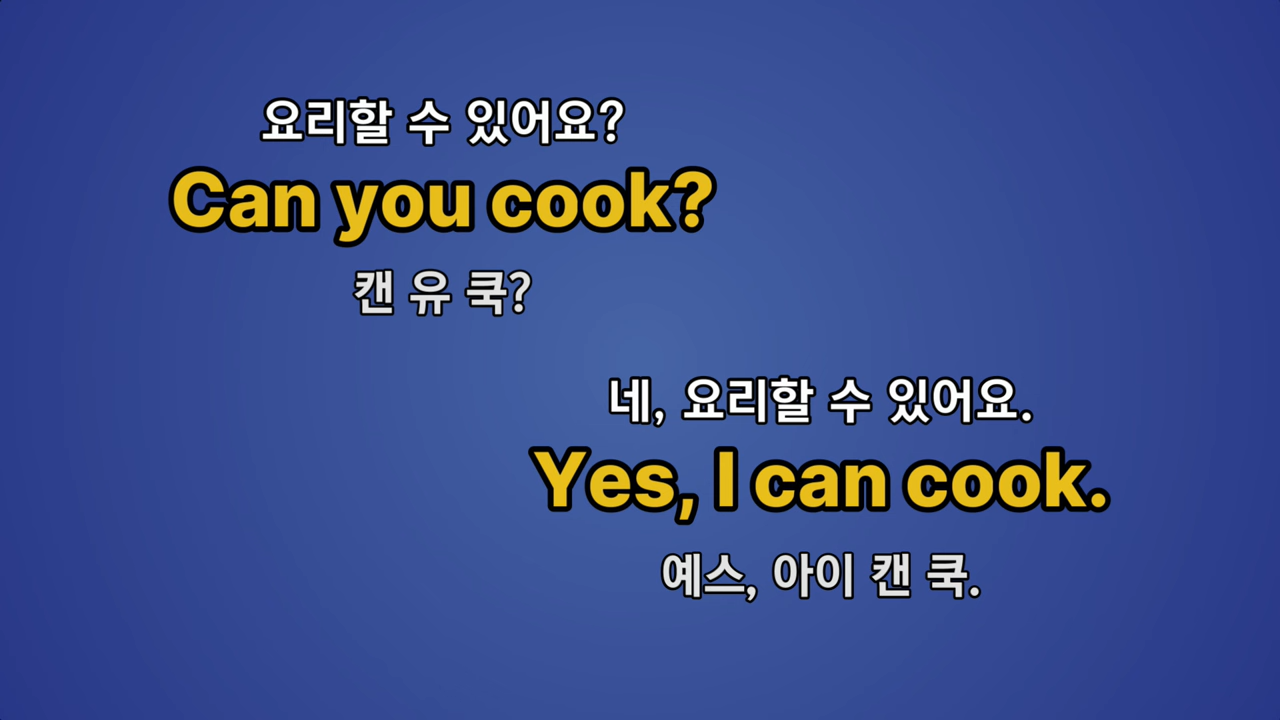 요리할 수 있어요?
Can you cook?
캔 유 쿡?
네, 요리할 수 있어요.
Yes, I can cook.
예스, 아이 캔 쿡.